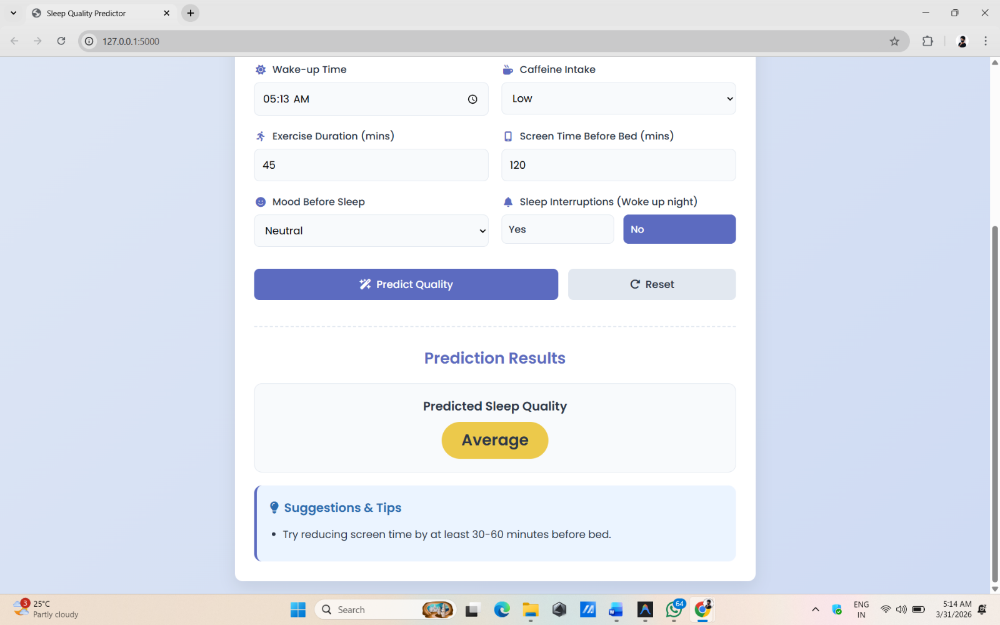 Sleep Quality Predictor
127.0.0.1:5000
Wake-up Time
Caffeine Intake
05:13 AM
Low
Exercise Duration (mins)
Screen Time Before Bed (mins)
45
120
Mood Before Sleep
Sleep Interruptions (Woke up night)
Neutral
Yes
No
Predict Quality
Reset
Prediction Results
Predicted Sleep Quality
Average
Suggestions & Tips
• Try reducing screen time by at least 30-60 minutes before bed.
3
25°C
Partly cloudy
Search
W
64
ENG
IN
5:14 AM
3/31/2026